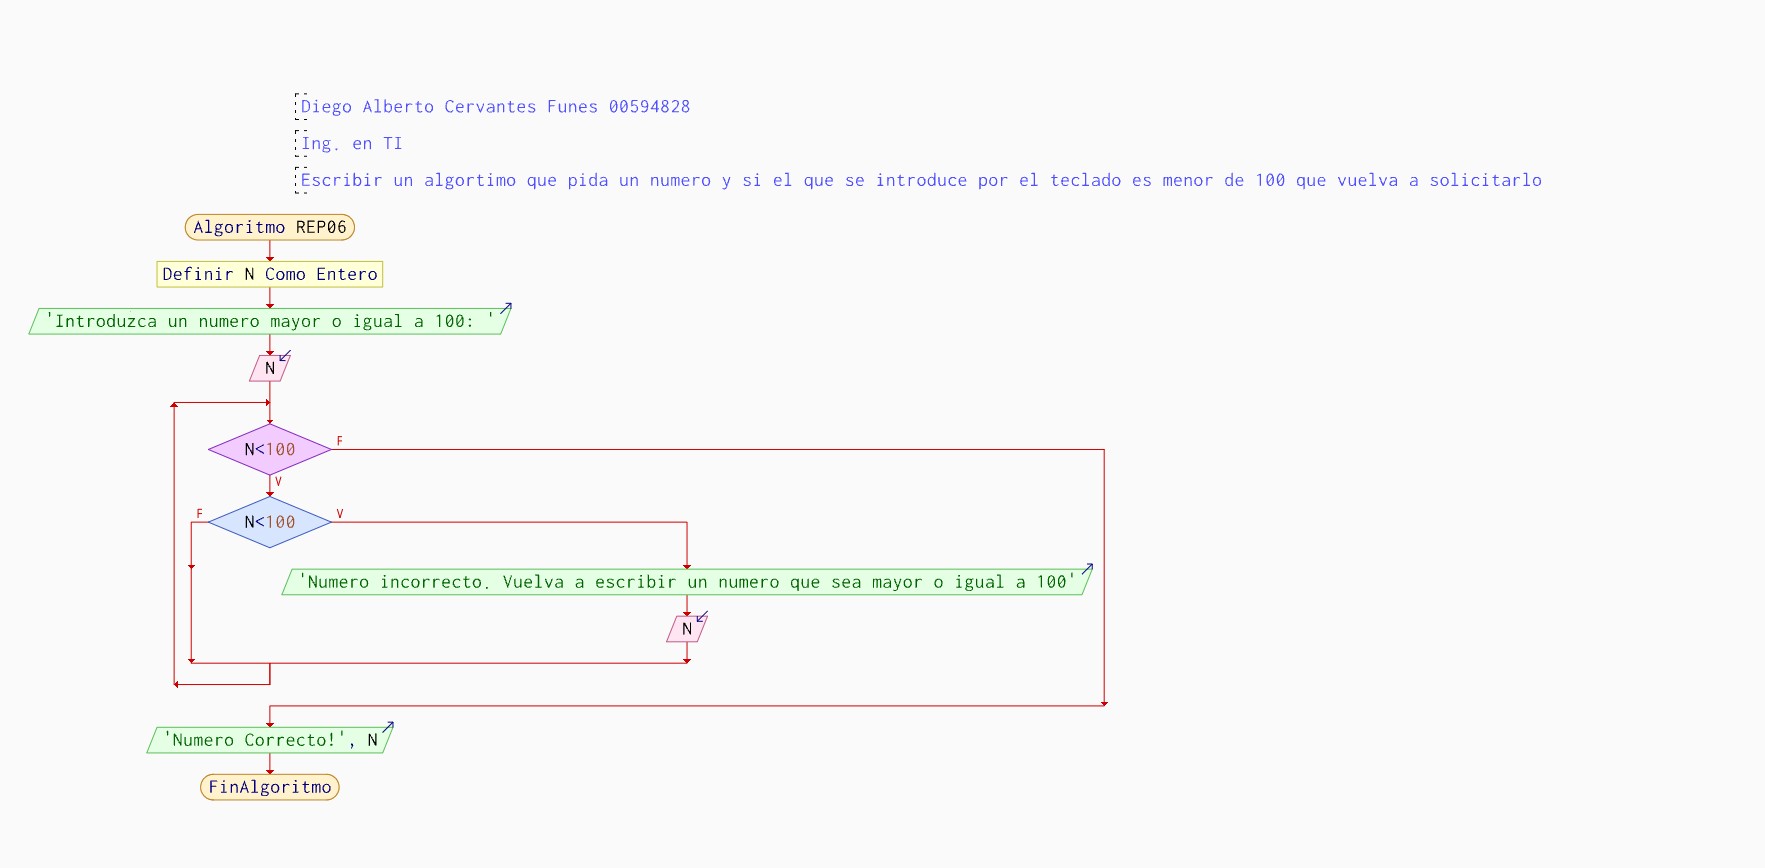 Diego Alberto Cervantes Funes 00594828
Ing. en TI
Escribir un algortimo que pida un numero y si el que se introduce por el teclado es menor de 100 que vuelva a solicitarlo
Algoritmo REP06
Definir N Como Entero
'Introduzca un numero mayor o igual a 100: '
N
N<100
F
V
N<100
F
V
'Numero incorrecto. Vuelva a escribir un numero que sea mayor o igual a 100'
N
'Numero Correcto!', N
FinAlgoritmo